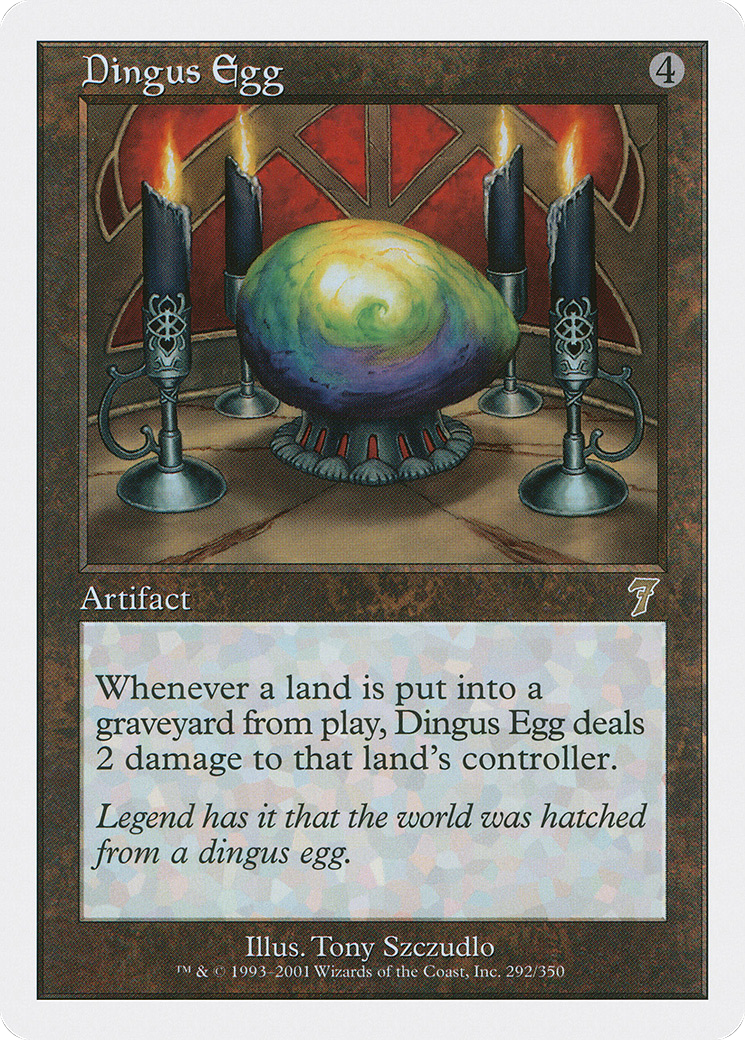 Dingus Egg
4
Artifact
7
Whenever a land is put into a
graveyard from play, Dingus Egg deals
2 damage to that land's controller.
Legend has it that the world was hatched
from a dingus egg.
Illus. Tony Szczudlo
™ & © 1993–2001 Wizards of the Coast, Inc. 292/350